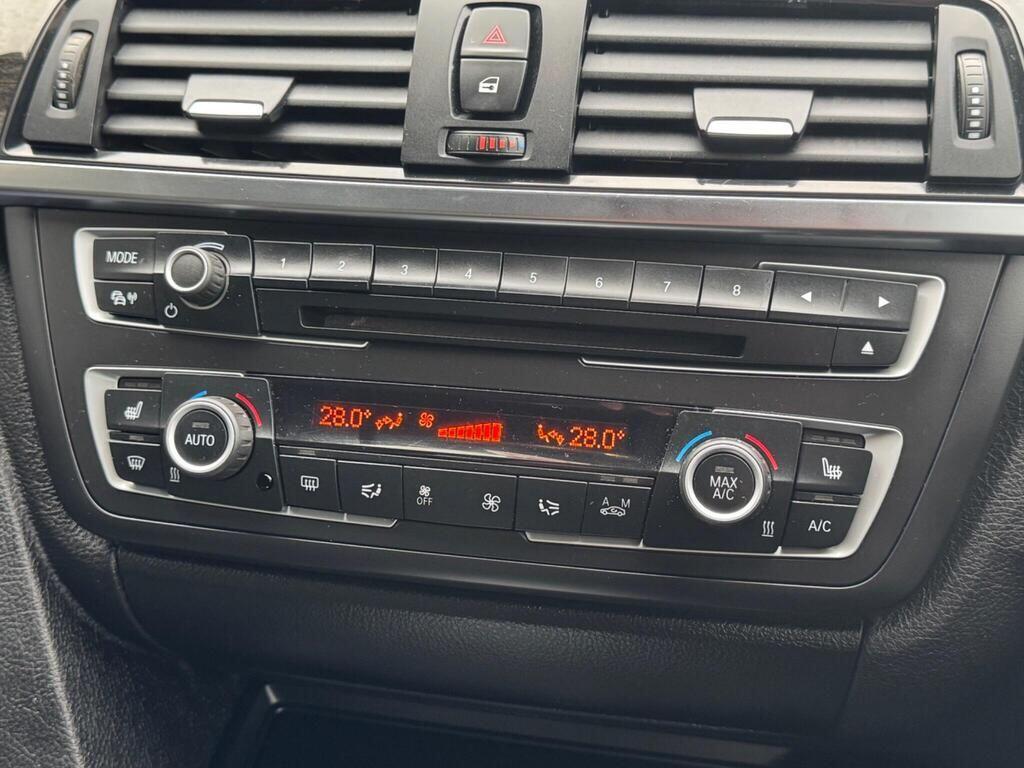 MODE
1 2 3 4 5 6 7 8
28.0° 28.0°
AUTO
MAX
A/C
OFF
A M
A/C